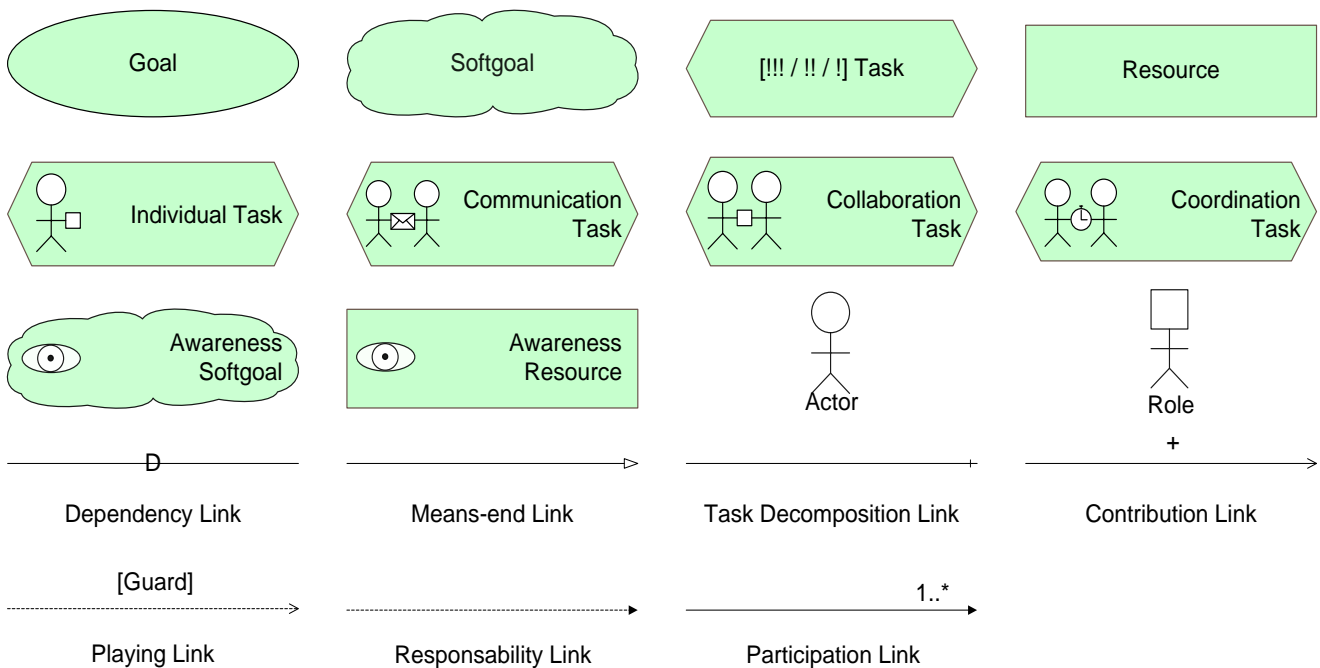 Goal
Softgoal
[!!! / !! / !] Task
Resource
Individual Task
Communication
Task
Collaboration
Task
Coordination
Task
Awareness
Softgoal
Awareness
Resource
Actor
Role
D
+
Dependency Link
Means-end Link
Task Decomposition Link
Contribution Link
[Guard]
1..*
Playing Link
Responsability Link
Participation Link